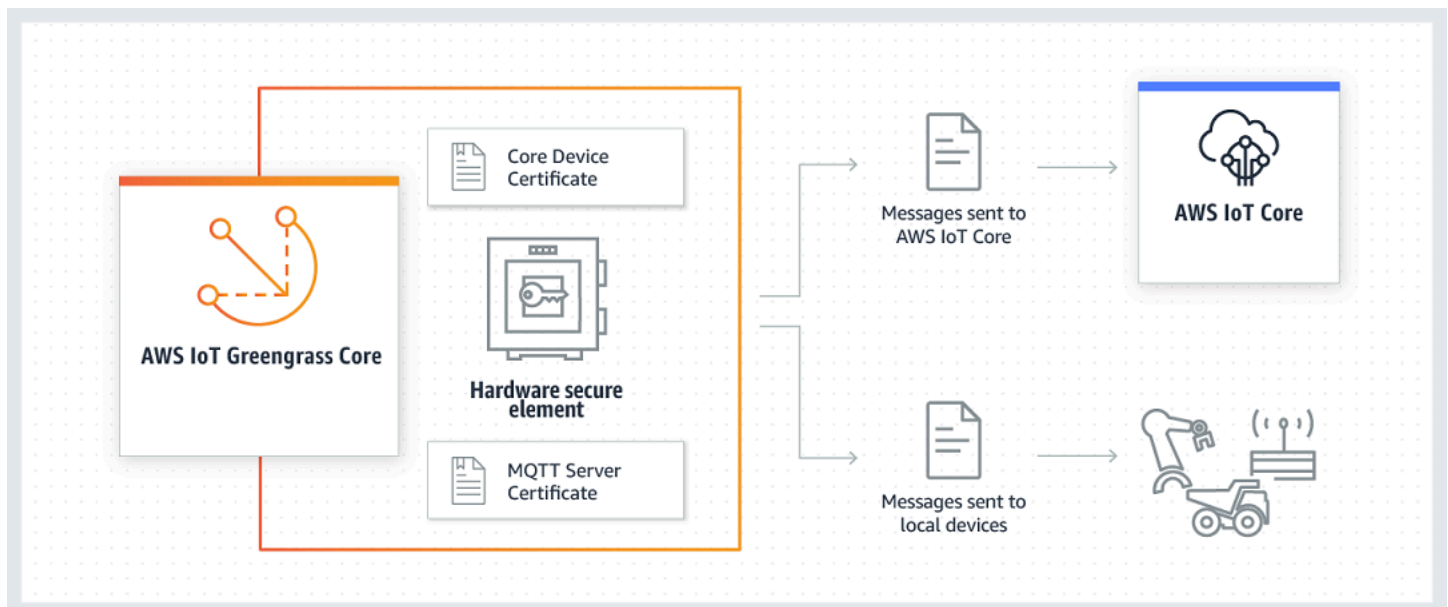 AWS IoT Greengrass Core
Core Device
Certificate
Hardware secure
element
MQTT Server
Certificate
Messages sent to
AWS IoT Core
AWS IoT Core
Messages sent to
local devices